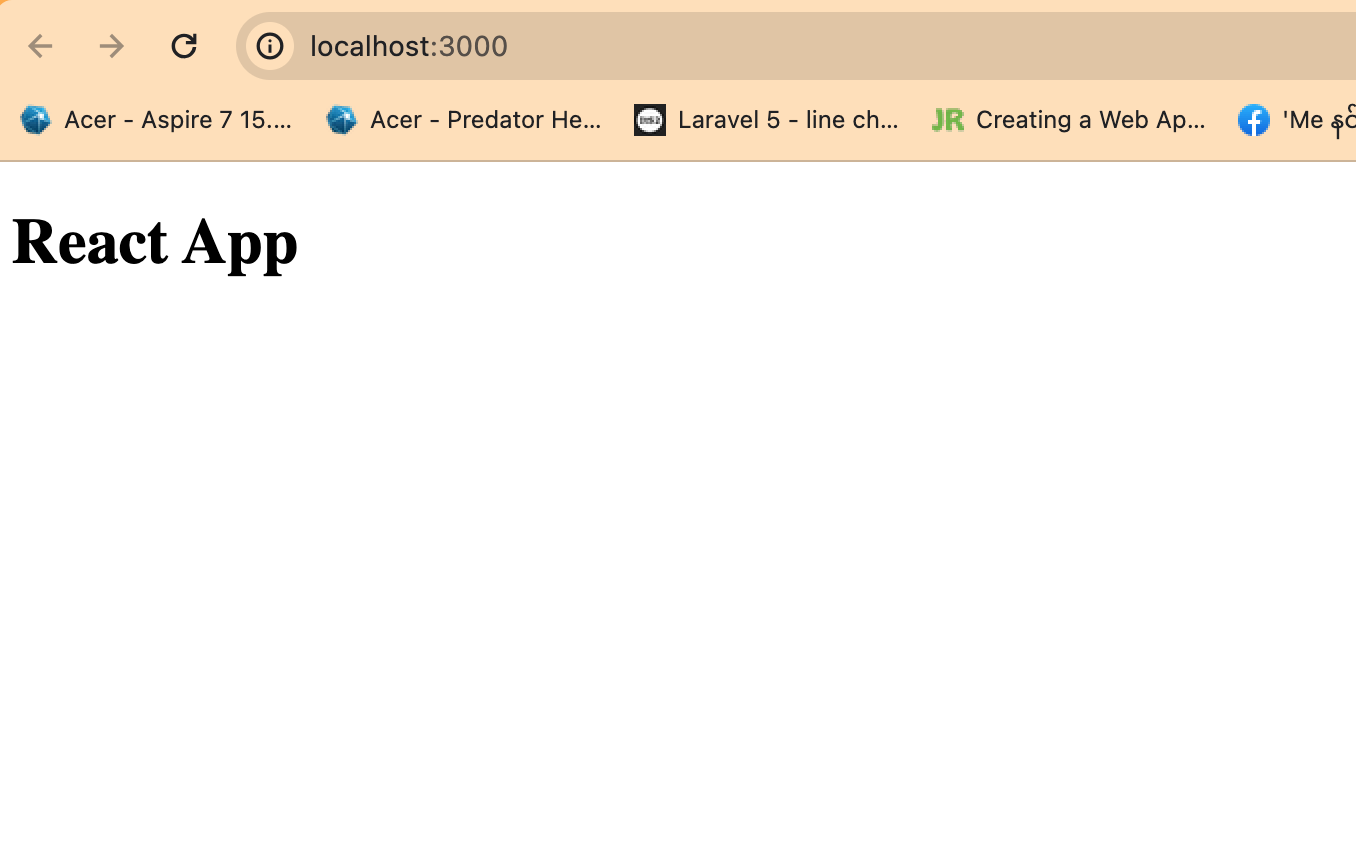 localhost:3000
Acer - Aspire 7 15.... Acer - Predator He... Laravel 5 - line ch... JR Creating a Web Ap... 'Me
React App